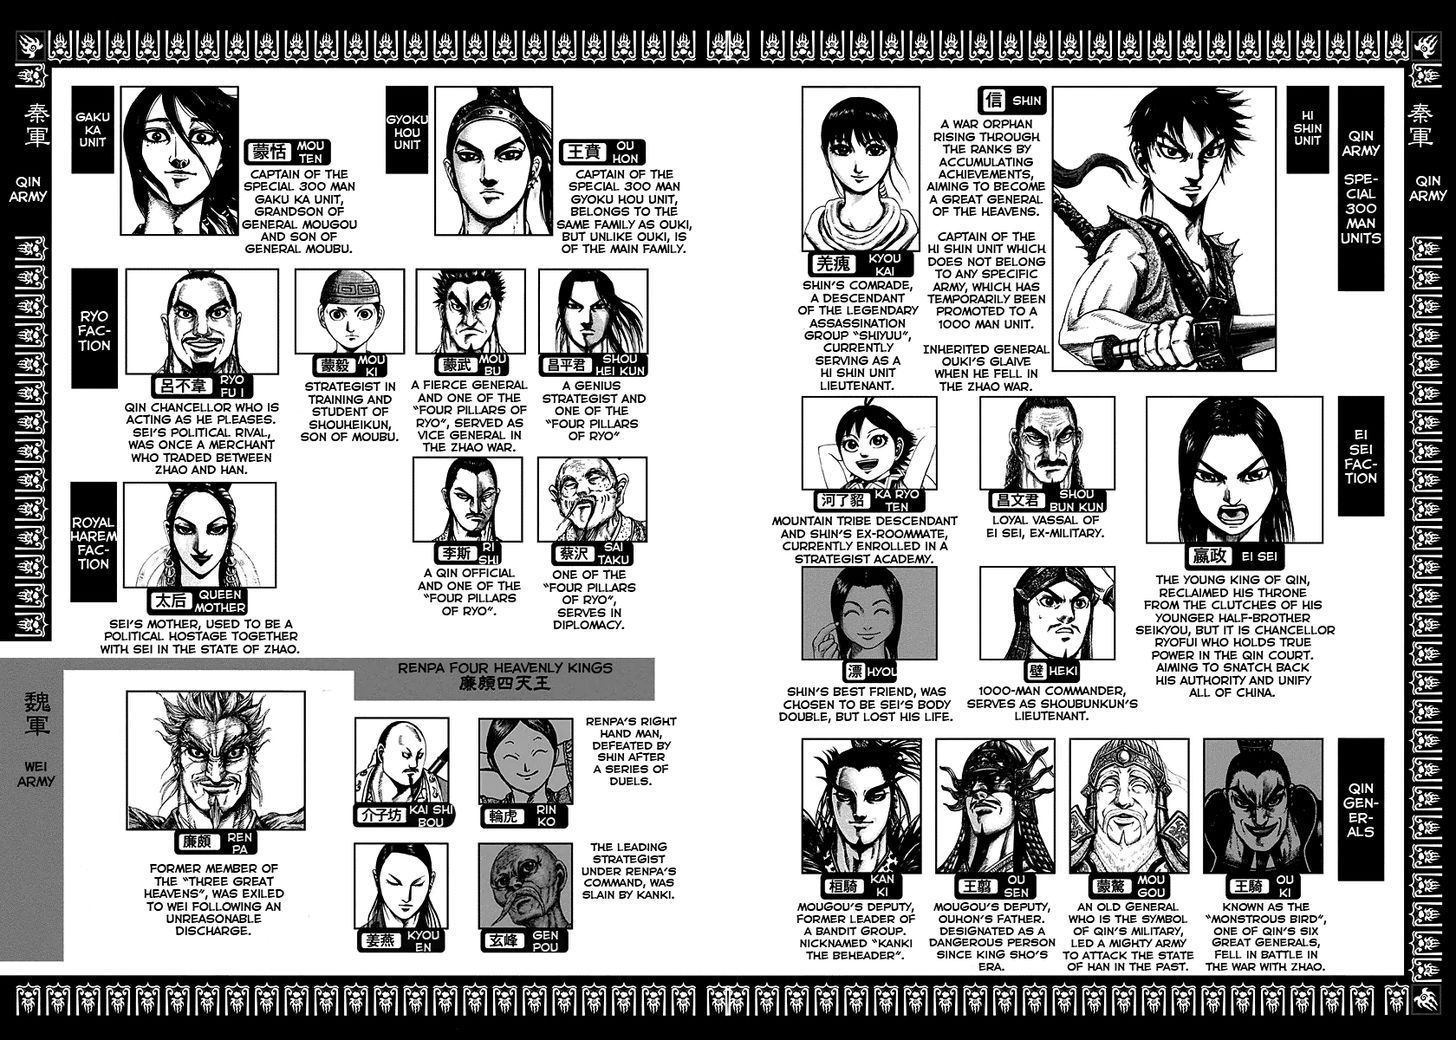 秦
軍
QIN
ARMY
QIN
ARMY
SPE-
CIAL
300
MAN
UNITS
HI
SHIN
UNIT
信 SHIN
A WAR ORPHAN
RISING THROUGH
THE RANKS BY
ACCUMULATING
ACHIEVEMENTS,
AIMING TO BECOME
A GREAT GENERAL
OF THE HEAVENS.
CAPTAIN OF THE
HI SHIN UNIT WHICH
DOES NOT BELONG
TO ANY SPECIFIC
ARMY, WHICH HAS
TEMPORARILY BEEN
PROMOTED TO A
1000 MAN UNIT.
INHERITED GENERAL
OUKI'S GLAIVE
WHEN HE FELL IN
THE ZHAO WAR.
羌瘣 KYOU
KAI
SHIN'S COMRADE,
A DESCENDANT
OF THE LEGENDARY
ASSASSINATION
GROUP "SHIYUU",
CURRENTLY
SERVING AS A
HI SHIN UNIT
LIEUTENANT.
EI
SEI
FAC-
TION
嬴政 EI SEI
THE YOUNG KING OF QIN,
RECLAIMED HIS THRONE
FROM THE CLUTCHES OF HIS
YOUNGER HALF-BROTHER
SEIKYOU, BUT IT IS CHANCELLOR
RYOFUI WHO HOLDS TRUE
POWER IN THE QIN COURT.
AIMING TO SNATCH BACK
HIS AUTHORITY AND UNIFY
ALL OF CHINA.
昌文君 SHOU
BUN KUN
LOYAL VASSAL OF
EI SEI, EX-MILITARY.
河了貂 KA RYO
TEN
MOUNTAIN TRIBE DESCENDANT
AND SHIN'S EX-ROOMMATE,
CURRENTLY ENROLLED IN A
STRATEGIST ACADEMY.
壁 HEKI
1000-MAN COMMANDER,
SERVES AS SHOUBUNKUN'S
LIEUTENANT.
漂 HYOU
SHIN'S BEST FRIEND, WAS
CHOSEN TO BE SEI'S BODY
DOUBLE, BUT LOST HIS LIFE.
QIN
GEN-
ER-
ALS
王騎 OU
KI
KNOWN AS THE
"MONSTROUS BIRD",
ONE OF QIN'S SIX
GREAT GENERALS,
FELL IN BATTLE IN
THE WAR WITH ZHAO.
蒙驁 MOU
GOU
AN OLD GENERAL
WHO IS THE SYMBOL
OF QIN'S MILITARY,
LED A MIGHTY ARMY
TO ATTACK THE STATE
OF HAN IN THE PAST.
王翦 OU
SEN
MOUGOU'S DEPUTY,
OUHON'S FATHER.
DESIGNATED AS A
DANGEROUS PERSON
SINCE KING SHO'S
ERA.
桓騎 KAN
KI
MOUGOU'S DEPUTY,
FORMER LEADER OF
A BANDIT GROUP.
NICKNAMED "KANKI
THE BEHEADER".
秦
軍
QIN
ARMY
GYOKU
HOU
UNIT
王賁 OU
HON
CAPTAIN OF THE
SPECIAL 300 MAN
GYOKU HOU UNIT,
BELONGS TO THE
SAME FAMILY AS OUKI,
BUT UNLIKE OUKI, IS
OF THE MAIN FAMILY.
GAKU
KA
UNIT
蒙恬 MOU
TEN
CAPTAIN OF THE
SPECIAL 300 MAN
GAKU KA UNIT,
GRANDSON OF
GENERAL MOUGOU
AND SON OF
GENERAL MOUBU.
RYO
FAC-
TION
呂不韋 RYO
FU I
QIN CHANCELLOR WHO IS
ACTING AS HE PLEASES.
SEI'S POLITICAL RIVAL,
WAS ONCE A MERCHANT
WHO TRADED BETWEEN
ZHAO AND HAN.
蒙毅 MOU
KI
STRATEGIST IN
TRAINING AND
STUDENT OF
SHOUHEIKUN,
SON OF MOUBU.
蒙武 MOU
BU
A FIERCE GENERAL
AND ONE OF THE
"FOUR PILLARS OF
RYO", SERVED AS
VICE GENERAL IN
THE ZHAO WAR.
昌平君 SHOU
HEI KUN
A GENIUS
STRATEGIST AND
ONE OF THE
"FOUR PILLARS
OF RYO"
李斯 RI
SHI
A QIN OFFICIAL
AND ONE OF THE
"FOUR PILLARS
OF RYO".
蔡沢 SAI
TAKU
ONE OF THE
"FOUR PILLARS
OF RYO",
SERVES IN
DIPLOMACY.
ROYAL
HAREM
FAC-
TION
太后 QUEEN
MOTHER
SEI'S MOTHER, USED TO BE A
POLITICAL HOSTAGE TOGETHER
WITH SEI IN THE STATE OF ZHAO.
魏
軍
WEI
ARMY
廉頗 REN
PA
FORMER MEMBER OF
THE "THREE GREAT
HEAVENS", WAS EXILED
TO WEI FOLLOWING AN
UNREASONABLE
DISCHARGE.
RENPA FOUR HEAVENLY KINGS
廉頗四天王
介子坊 KAI SHI
BOU
輪虎 RIN
KO
RENPA'S RIGHT
HAND MAN,
DEFEATED BY
SHIN AFTER
A SERIES OF
DUELS.
姜燕 KYOU
EN
玄峰 GEN
POU
THE LEADING
STRATEGIST
UNDER RENPA'S
COMMAND, WAS
SLAIN BY KANKI.